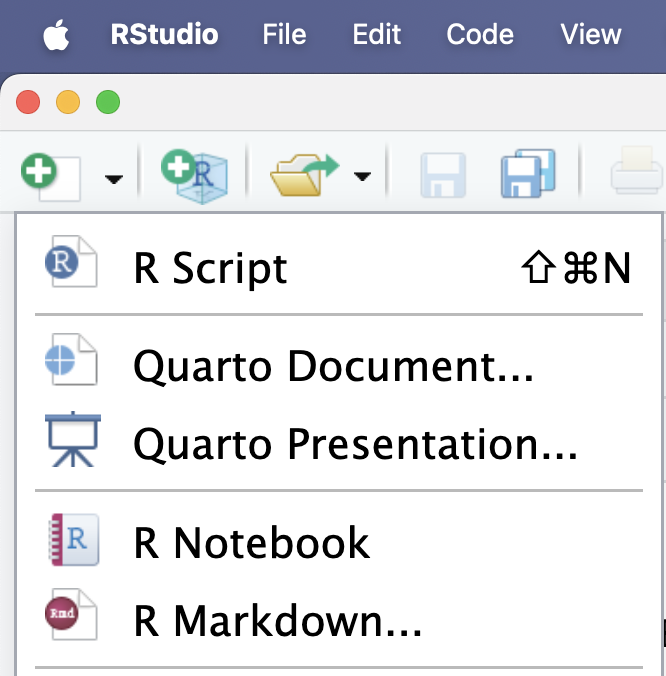 RStudio File Edit Code View
R Script ⇧⌘N
Quarto Document...
Quarto Presentation...
R Notebook
R Markdown...